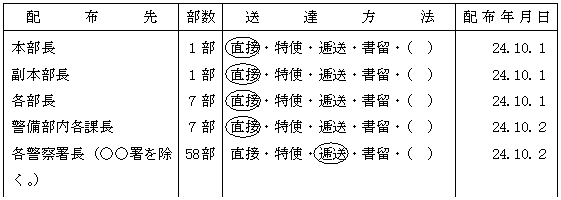 配布先 部数 送達方法 配布年月日
本部長 1部 直接・特使・逓送・書留・( ) 24.10.1
副本部長 1部 直接・特使・逓送・書留・( ) 24.10.1
各部長 7部 直接・特使・逓送・書留・( ) 24.10.1
警備部内各課長 7部 直接・特使・逓送・書留・( ) 24.10.2
各警察署長(○○署を除 58部 直接・特使・逓送・書留・( ) 24.10.2
く。)